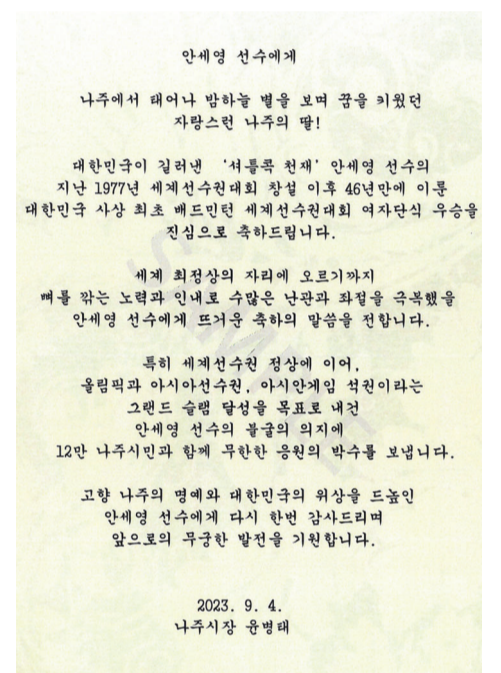 안세영 선수에게
나주에서 태어나 밤하늘 별을 보며 꿈을 키웠던
자랑스런 나주의 딸!
대한민국이 길러낸 '셔틀콕 천재' 안세영 선수의
지난 1977년 세계선수권대회 창설 이후 46년만에 이룬
대한민국 사상 최초 배드민턴 세계선수권대회 여자단식 우승을
진심으로 축하드립니다.
세계 최정상의 자리에 오르기까지
뼈를 깎는 노력과 인내로 수많은 난관과 좌절을 극복했을
안세영 선수에게 뜨거운 축하의 말씀을 전합니다.
특히 세계선수권 정상에 이어,
올림픽과 아시아선수권, 아시안게임 석권이라는
그랜드 슬램 달성을 목표로 내건
안세영 선수의 불굴의 의지에
12만 나주시민과 함께 무한한 응원의 박수를 보냅니다.
고향 나주의 명예와 대한민국의 위상을 드높인
안세영 선수에게 다시 한번 감사드리며
앞으로의 무궁한 발전을 기원합니다.
2023. 9. 4.
나주시장 윤병태